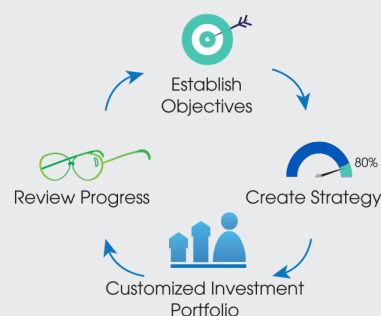 Establish
Objectives
80%
Create Strategy
Customized Investment
Portfolio
Review Progress